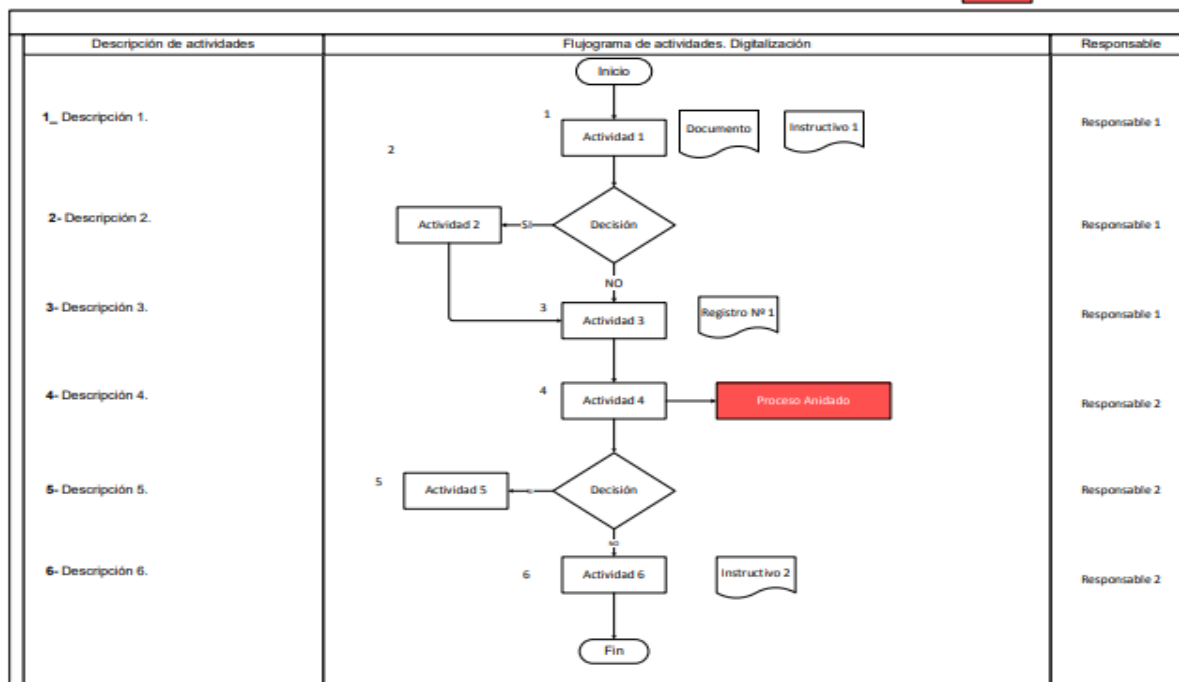 Descripción de actividades
Flujograma de actividades. Digitalización
Responsable
Inicio
1_ Descripción 1.
1
Actividad 1
Documento
Instructivo 1
Responsable 1
2
2- Descripción 2.
Actividad 2
SI
Decisión
Responsable 1
NO
3- Descripción 3.
3
Actividad 3
Registro Nº 1
Responsable 1
4- Descripción 4.
4
Actividad 4
Proceso Anidado
Responsable 2
5- Descripción 5.
5
Actividad 5
Decisión
Responsable 2
NO
6- Descripción 6.
6
Actividad 6
Instructivo 2
Responsable 2
Fin